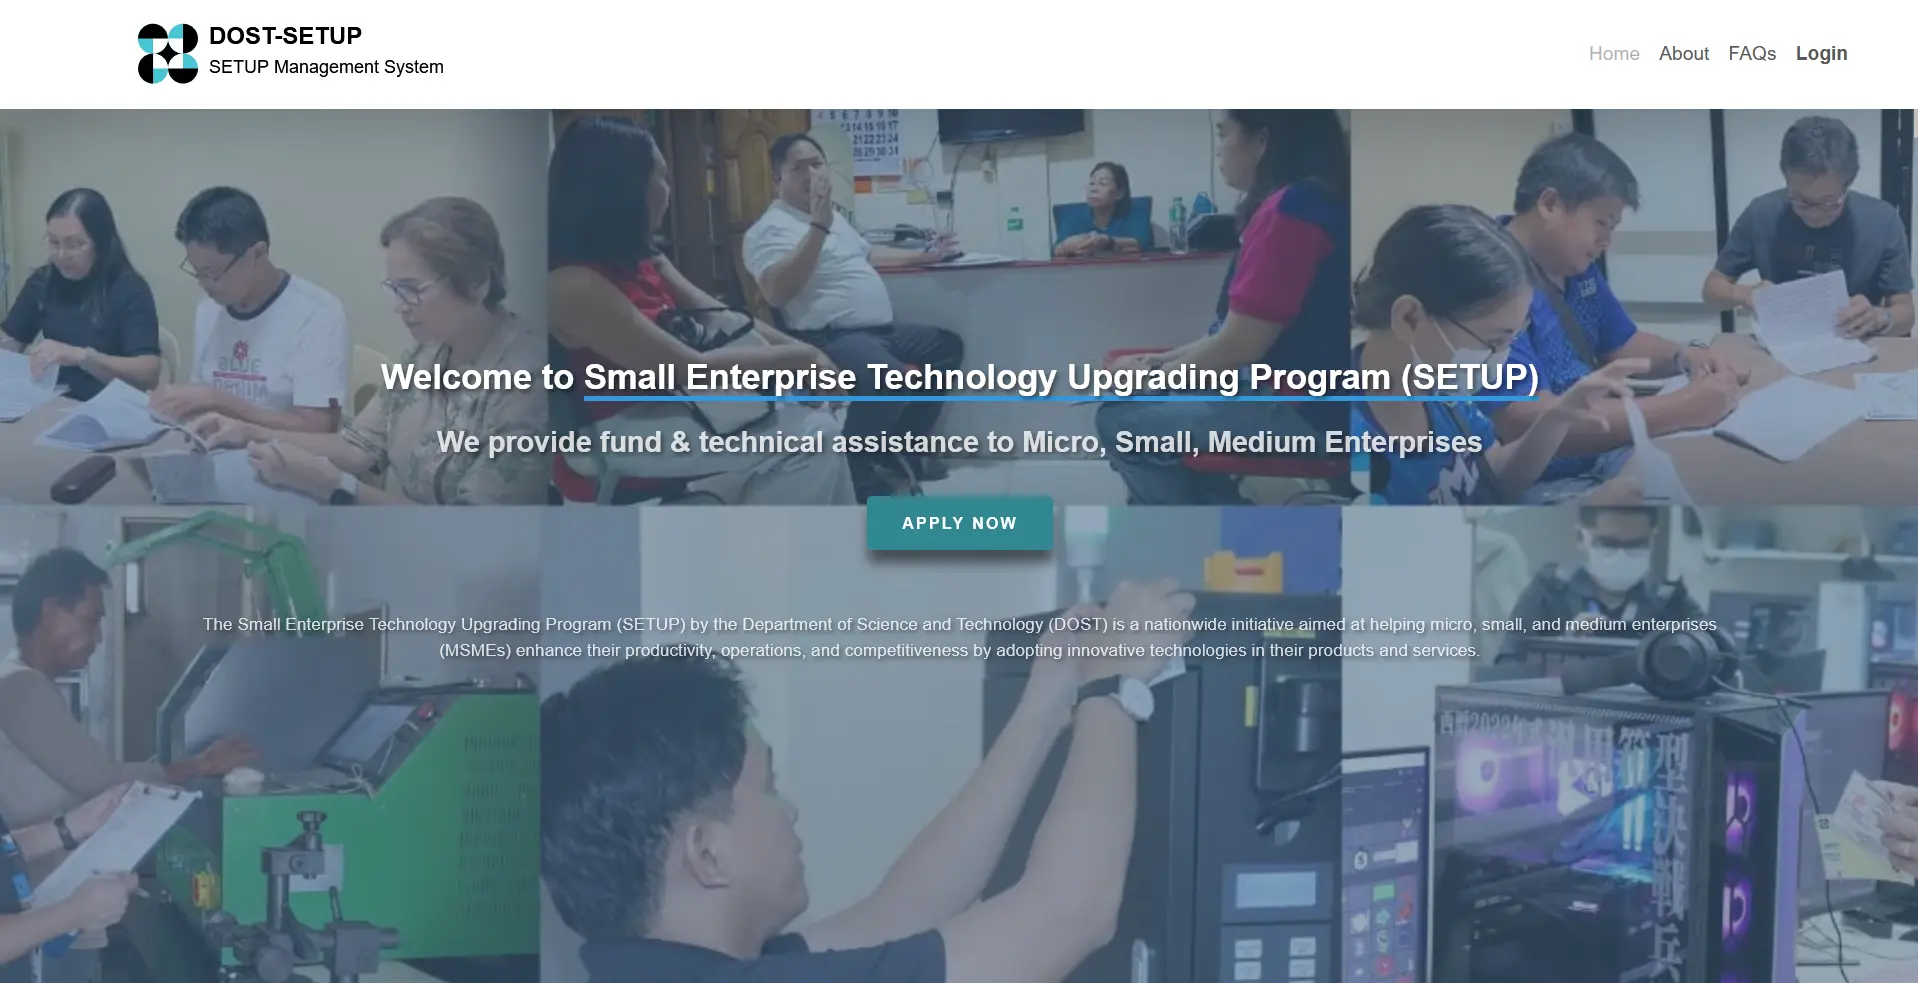 DOST-SETUP
SETUP Management System
Home About FAQs Login
Welcome to Small Enterprise Technology Upgrading Program (SETUP)
We provide fund & technical assistance to Micro, Small, Medium Enterprises
APPLY NOW
The Small Enterprise Technology Upgrading Program (SETUP) by the Department of Science and Technology (DOST) is a nationwide initiative aimed at helping micro, small, and medium enterprises
(MSMEs) enhance their productivity, operations, and competitiveness by adopting innovative technologies in their products and services.